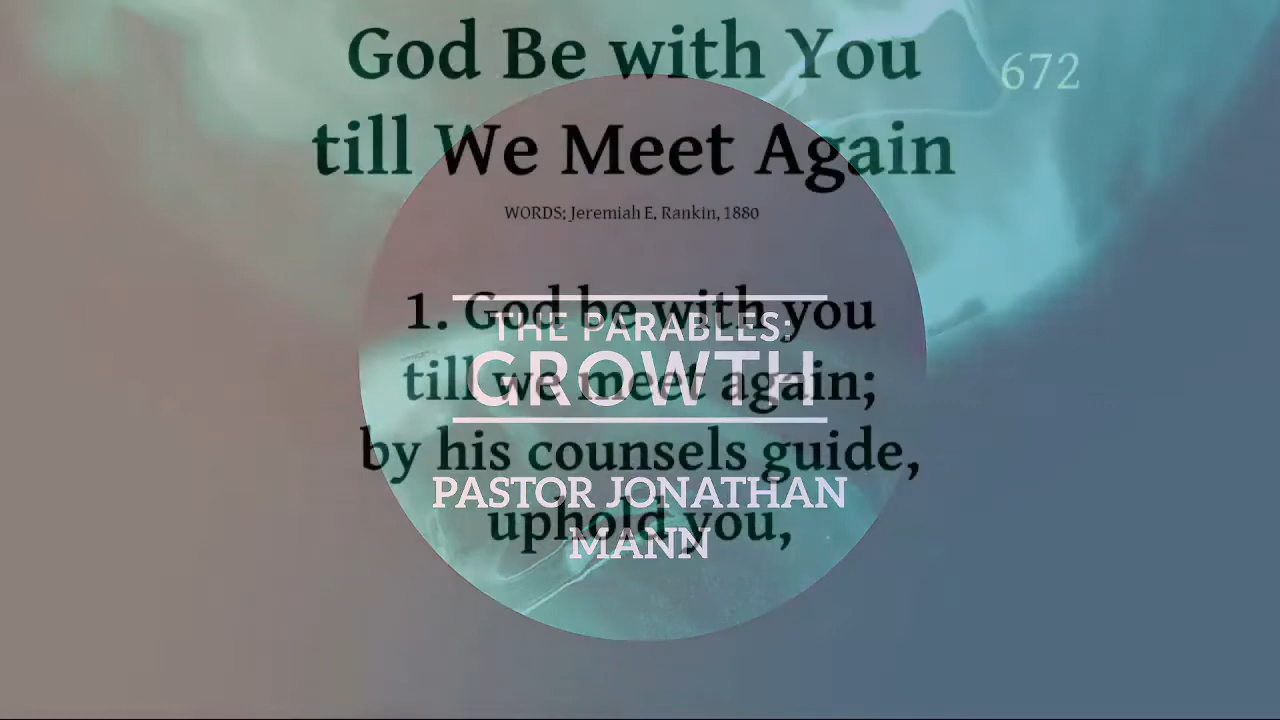 God Be with You
672
till We Meet Again
WORDS: Jeremiah E. Rankin, 1880
1. God be with you
THE PARABLES:
till we meet again;
GROWTH
by his counsels guide,
PASTOR JONATHAN
uphold you,
MANN